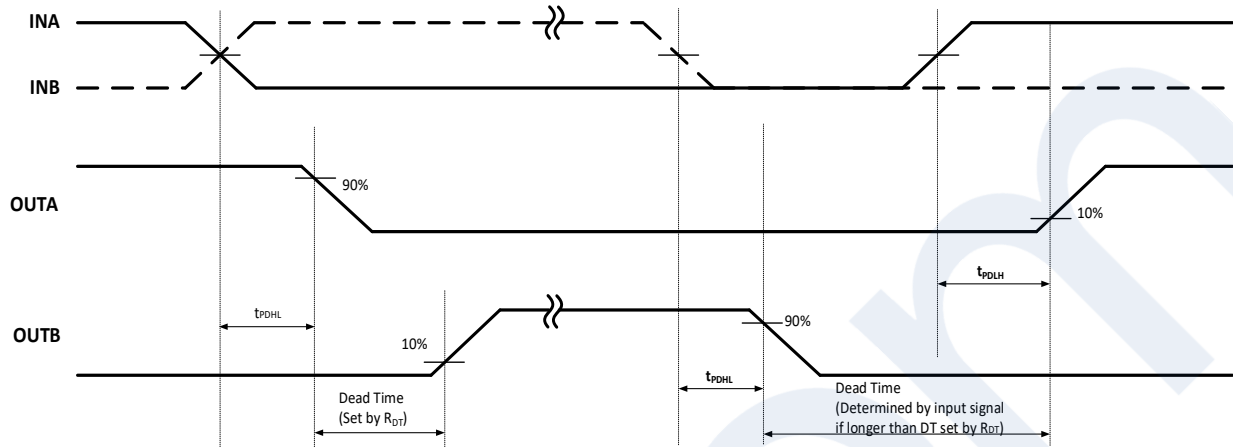 INA
INB
OUTA
90%
10%
tPDLH
tPDHL
OUTB
10%
90%
tPDHL
Dead Time
(Set by RDT)
Dead Time
(Determined by input signal
if longer than DT set by RDT)